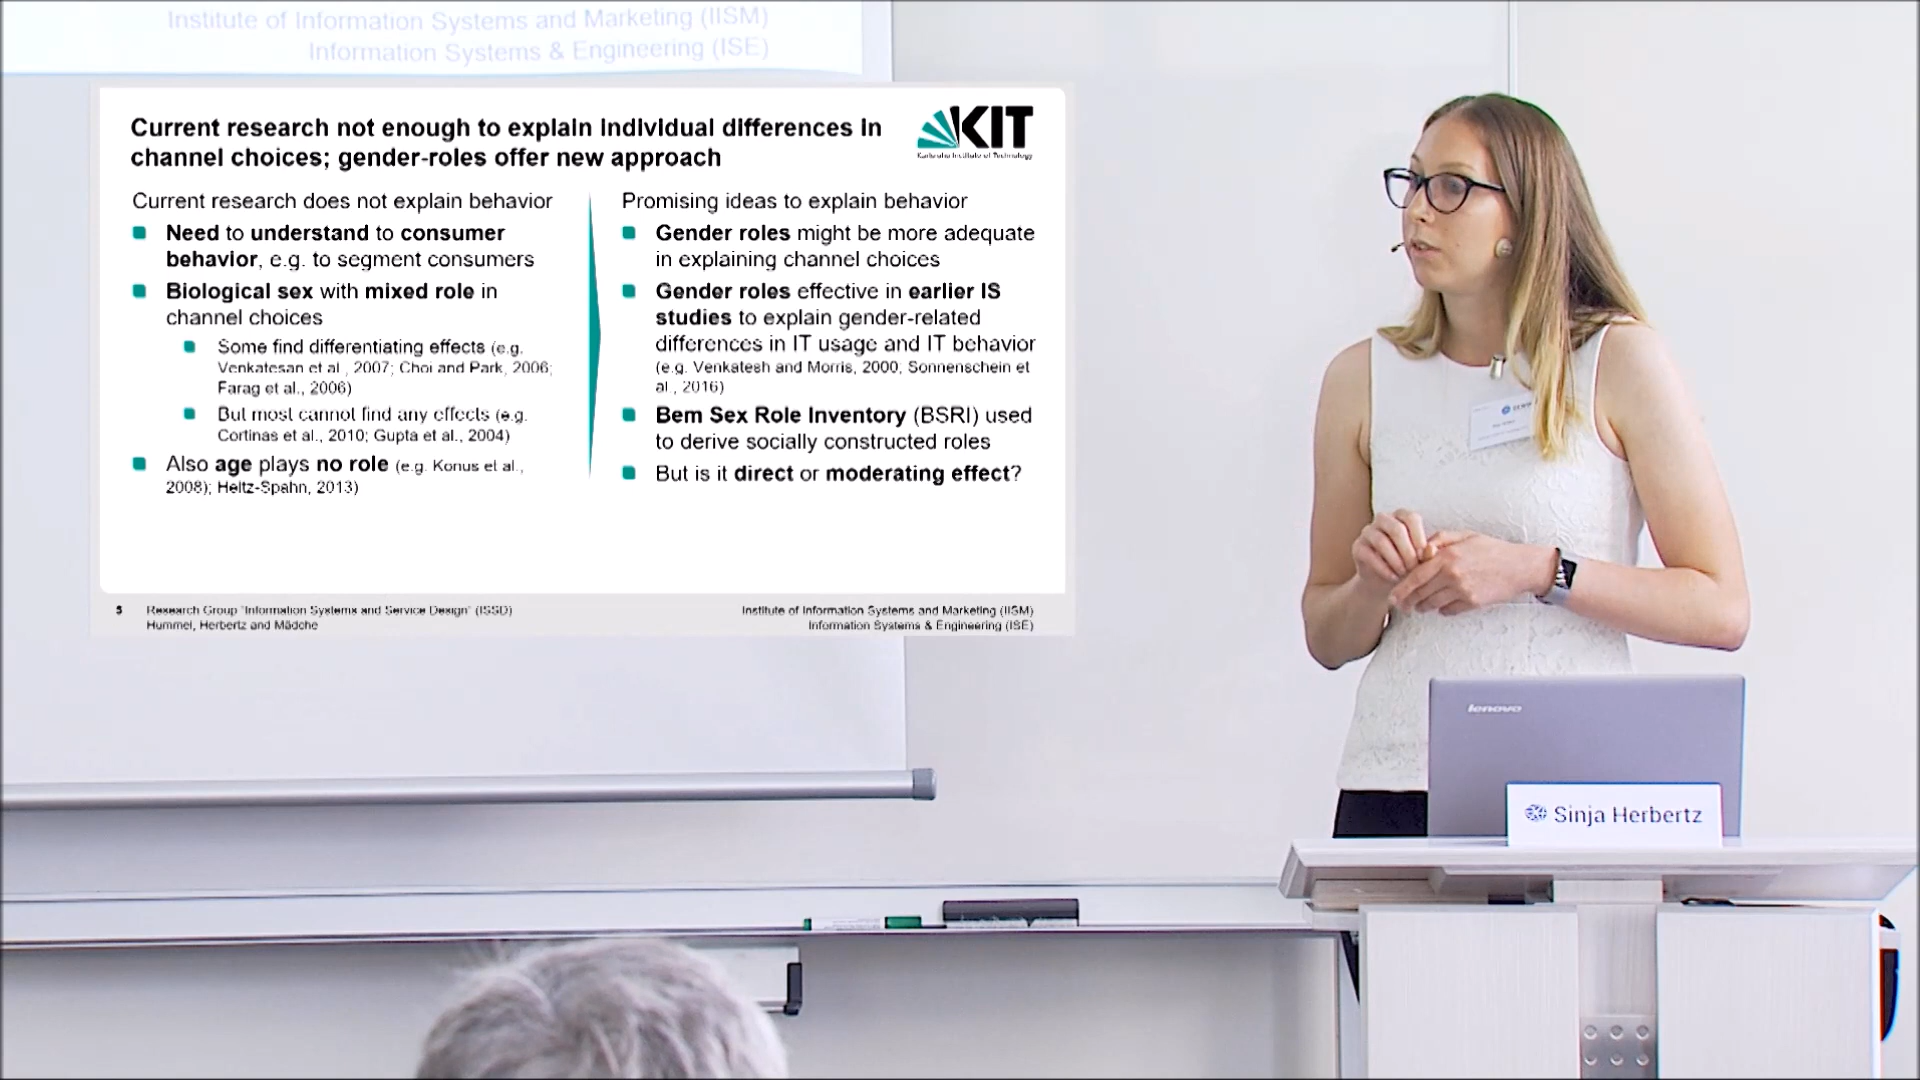 Institute of Information Systems and Marketing (IISM)
Information Systems & Engineering (ISE)
Current research not enough to explain individual differences in
channel choices; gender-roles offer new approach
KIT
Karlsruhe Institute of Technology
Current research does not explain behavior
Need to understand to consumer
behavior, e.g. to segment consumers
Biological sex with mixed role in
channel choices
Some find differentiating effects (e.g.
Venkatesan et al., 2007; Choi and Park, 2006;
Farag et al., 2006)
But most cannot find any effects (e.g.
Cortinas et al., 2010; Gupta et al., 2004)
Also age plays no role (e.g. Konus et al.,
2008); Heitz-Spahn, 2013)
Promising ideas to explain behavior
Gender roles might be more adequate
in explaining channel choices
Gender roles effective in earlier IS
studies to explain gender-related
differences in IT usage and IT behavior
(e.g. Venkatesh and Morris, 2000; Sonnenschein et
al., 2016)
Bem Sex Role Inventory (BSRI) used
to derive socially constructed roles
But is it direct or moderating effect?
Research Group "Information Systems and Service Design" (ISSD)
Hummel, Herbertz and Mädche
Institute of Information Systems and Marketing (IISM)
Information Systems & Engineering (ISE)
lenovo
Sinja Herbertz